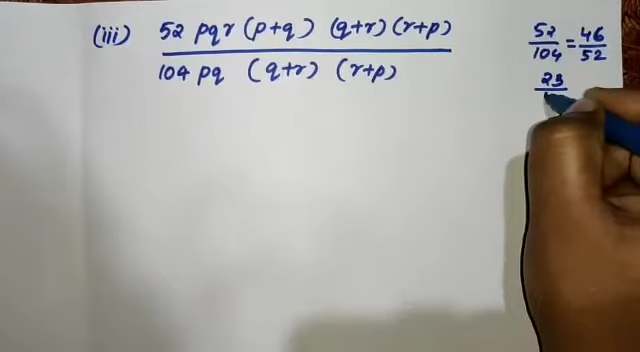 (iii) 52 pqr (p+q) (q+r) (r+p) / 104 pq (q+r) (r+p)
52/104 = 46/52
23